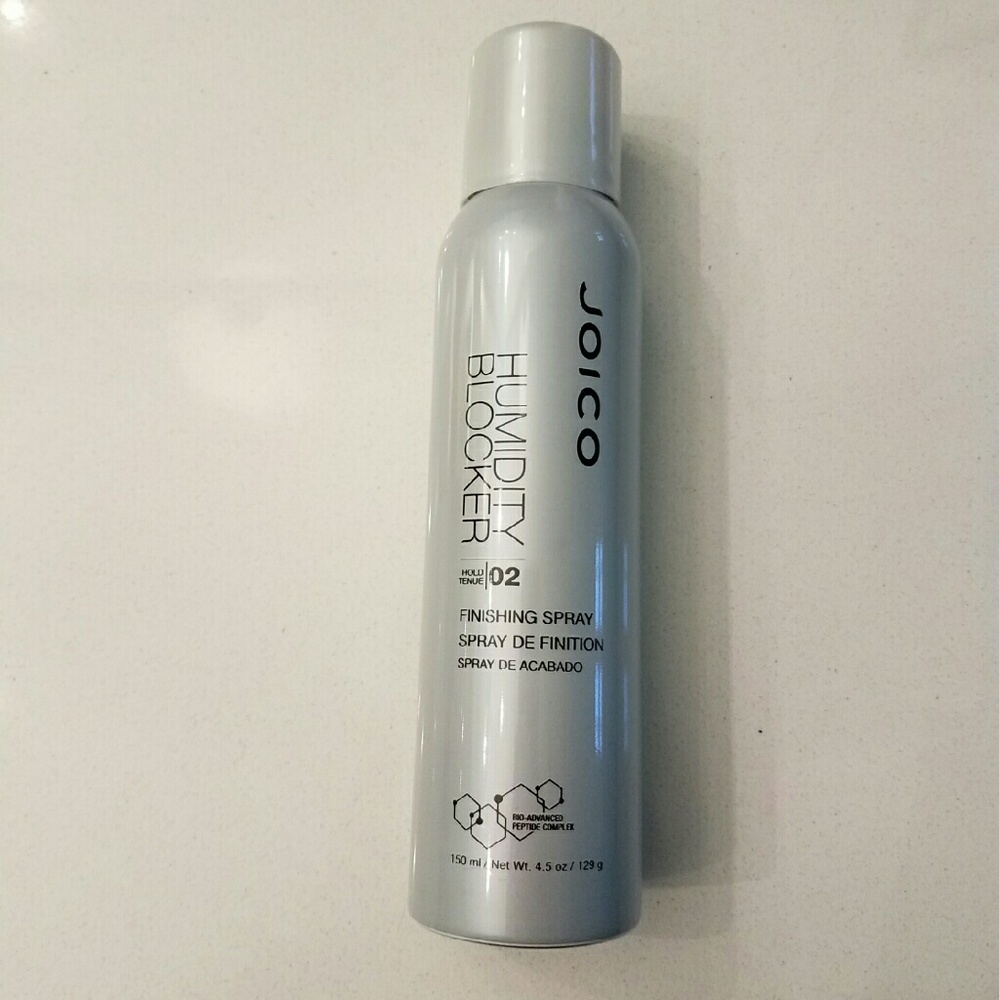 JOICO
HUMIDITY
BLOCKER
HOLD
TENUE
02
FINISHING SPRAY
SPRAY DE FINITION
SPRAY DE ACABADO
BIO-ADVANCED
PEPTIDE COMPLEX
150 ml / Net Wt. 4.5 oz / 129 g